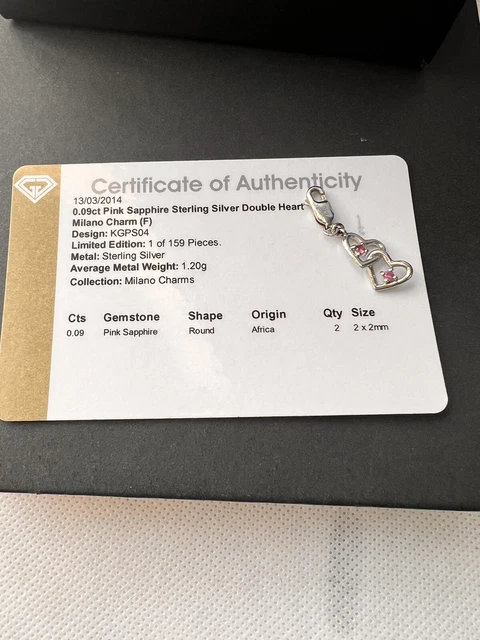 Certificate of Authenticity
13/03/2014
0.09ct Pink Sapphire Sterling Silver Double Heart
Milano Charm (F)
Design: KGPS04
Limited Edition: 1 of 159 Pieces.
Metal: Sterling Silver
Average Metal Weight: 1.20g
Collection: Milano Charms
Cts Gemstone Shape Origin Qty Size
0.09 Pink Sapphire Round Africa 2 2 x 2mm